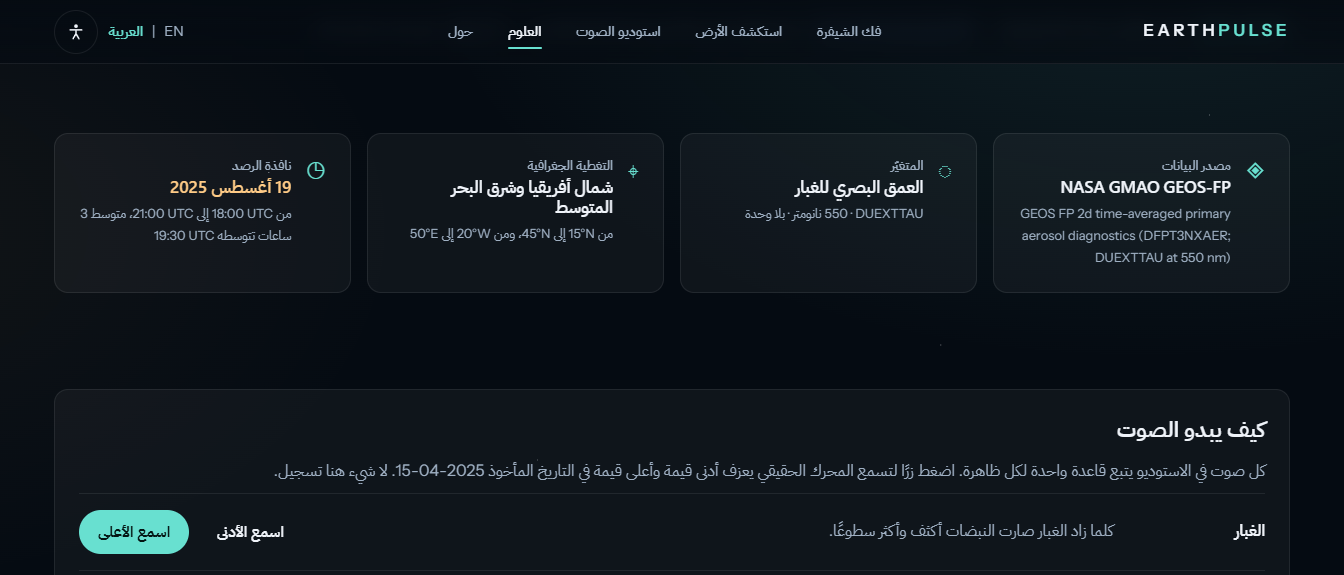 EARTHPULSE
فك الشيفرة
استكشف الأرض
استوديو الصوت
العلوم
حول
العربية | EN
مصدر البيانات
NASA GMAO GEOS-FP
GEOS FP 2d time-averaged primary
aerosol diagnostics (DFPT3NXAER;
DUEXTTAU at 550 nm)
المتغيّر
العمق البصري للغبار
DUEXTTAU · 550 نانومتر · بلا وحدة
التغطية الجغرافية
شمال أفريقيا وشرق البحر
المتوسط
من 15°N إلى 45°N، ومن 20°W إلى 50°E
نافذة الرصد
19 أغسطس 2025
من 18:00 UTC إلى 21:00 UTC، متوسط 3
ساعات تتوسطه 19:30 UTC
كيف يبدو الصوت
كل صوت في الاستوديو يتبع قاعدة واحدة لكل ظاهرة. اضغط زرًا لتسمع المحرك الحقيقي يعزف أدنى قيمة وأعلى قيمة في التاريخ المأخوذ 2025-04-15. لا شيء هنا تسجيل.
الغبار
كلما زاد الغبار صارت النبضات أكثف وأكثر سطوعًا.
اسمع الأدنى
اسمع الأعلى